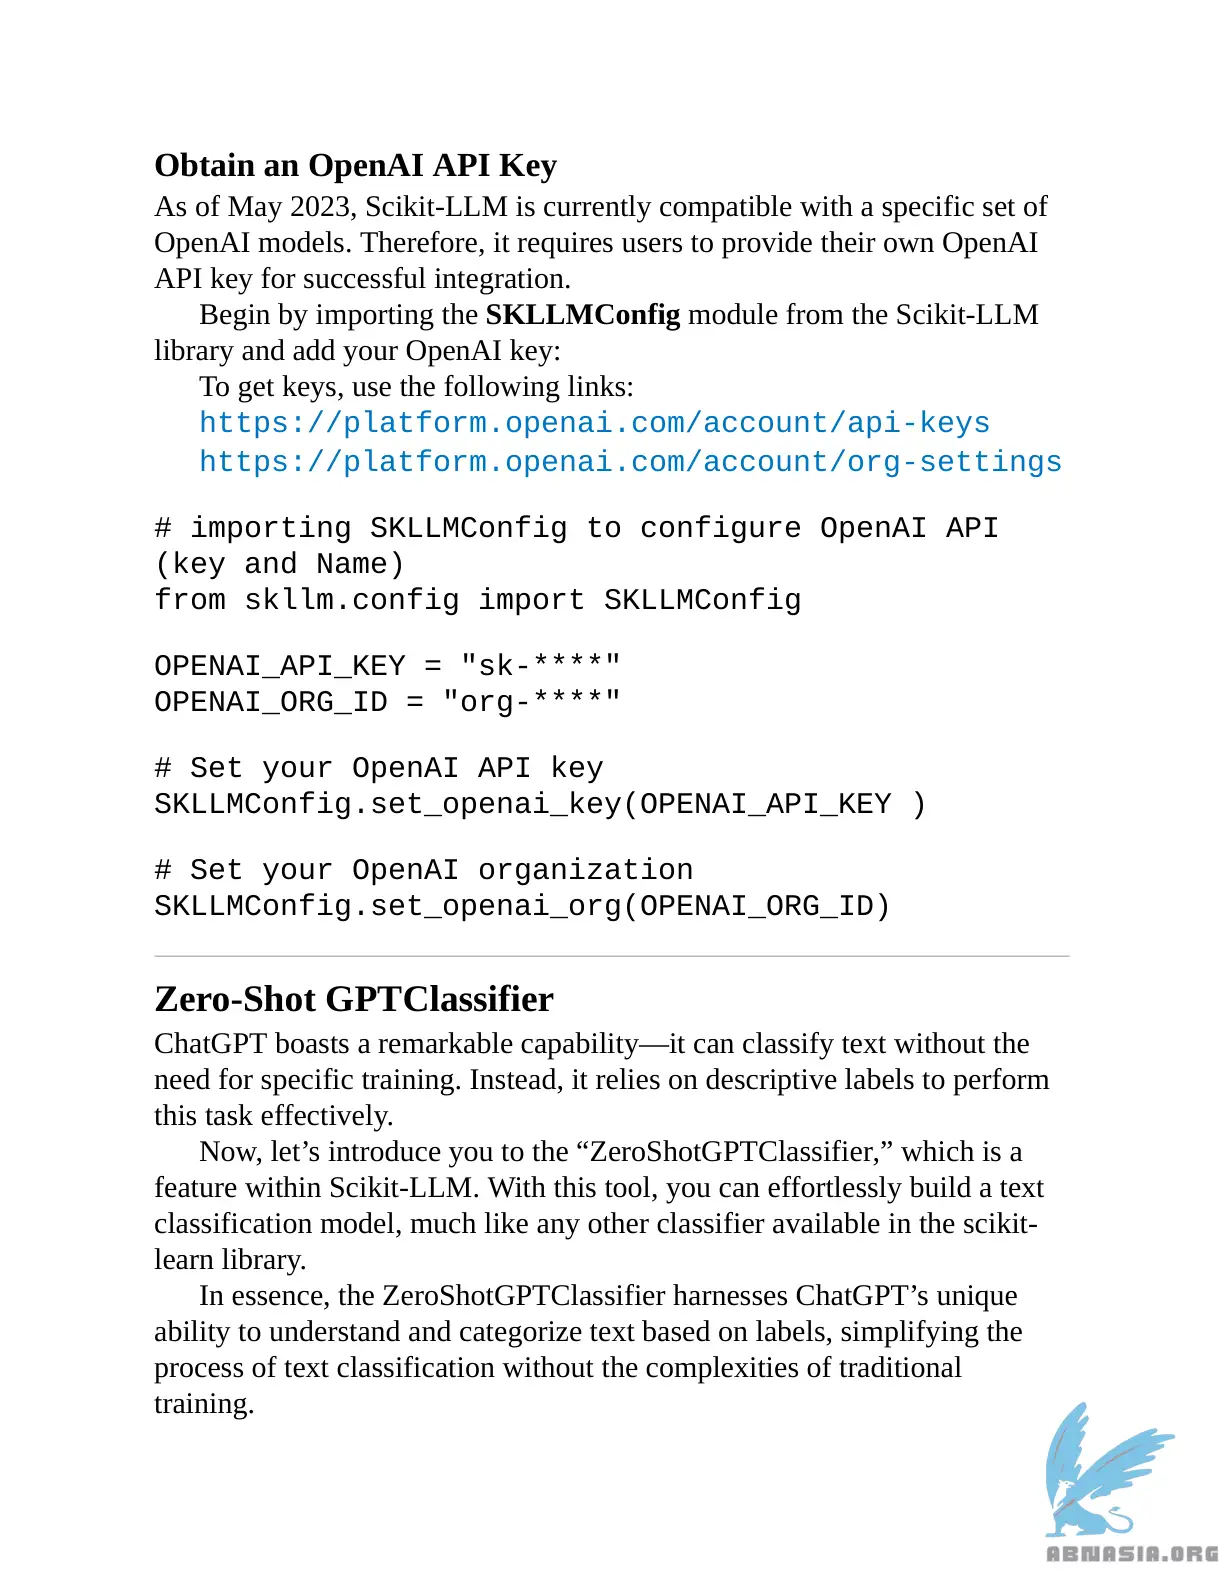 Obtain an OpenAI API Key
As of May 2023, Scikit-LLM is currently compatible with a specific set of
OpenAI models. Therefore, it requires users to provide their own OpenAI
API key for successful integration.
Begin by importing the SKLLMConfig module from the Scikit-LLM
library and add your OpenAI key:
To get keys, use the following links:
https://platform.openai.com/account/api-keys
https://platform.openai.com/account/org-settings
# importing SKLLMConfig to configure OpenAI API
(key and Name)
from skllm.config import SKLLMConfig
OPENAI_API_KEY = "sk-****"
OPENAI_ORG_ID = "org-****"
# Set your OpenAI API key
SKLLMConfig.set_openai_key(OPENAI_API_KEY )
# Set your OpenAI organization
SKLLMConfig.set_openai_org(OPENAI_ORG_ID)
Zero-Shot GPTClassifier
ChatGPT boasts a remarkable capability—it can classify text without the
need for specific training. Instead, it relies on descriptive labels to perform
this task effectively.
Now, let’s introduce you to the “ZeroShotGPTClassifier,” which is a
feature within Scikit-LLM. With this tool, you can effortlessly build a text
classification model, much like any other classifier available in the scikit-
learn library.
In essence, the ZeroShotGPTClassifier harnesses ChatGPT’s unique
ability to understand and categorize text based on labels, simplifying the
process of text classification without the complexities of traditional
training.
ABNASIA.ORG